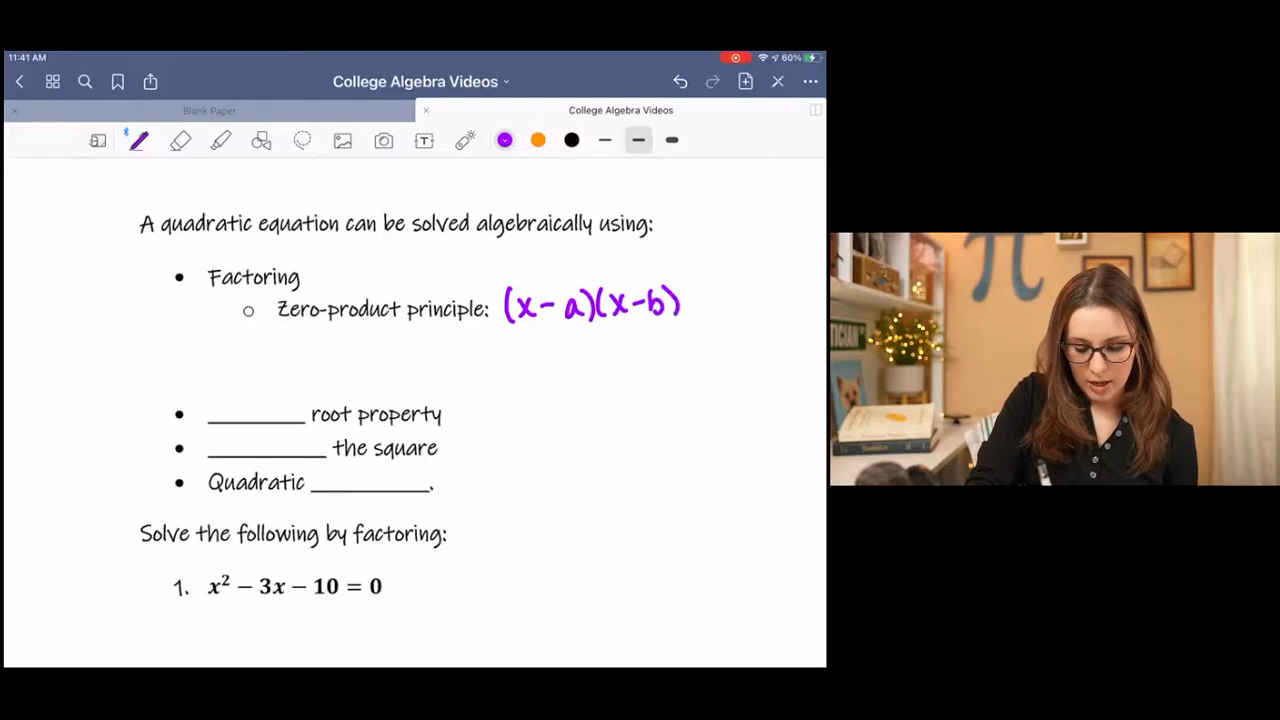 11:41 AM
60%
College Algebra Videos
Blank Paper
College Algebra Videos
T
A quadratic equation can be solved algebraically using:
• Factoring
○ Zero-product principle: (x-a)(x-b)
• ________ root property
• __________ the square
• Quadratic __________.
Solve the following by factoring:
1. x² − 3x − 10 = 0
TICIAN